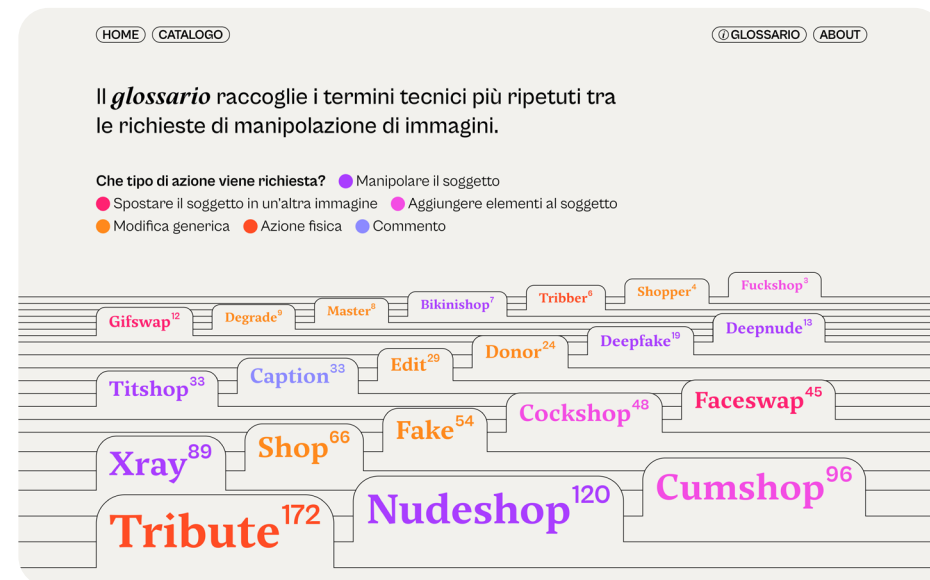 HOME CATALOGO GLOSSARIO ABOUT
Il glossario raccoglie i termini tecnici più ripetuti tra
le richieste di manipolazione di immagini.
Che tipo di azione viene richiesta? Manipolare il soggetto
Spostare il soggetto in un'altra immagine Aggiungere elementi al soggetto
Modifica generica Azione fisica Commento
Gifswap12 Degrade9 Master8 Bikinishop7 Tribber6 Shopper4 Fuckshop3
Titshop33 Caption33 Edit29 Donor24 Deepfake19 Deepnude13
Xray89 Shop66 Fake54 Cockshop48 Faceswap45
Tribute172 Nudeshop120 Cumshop96